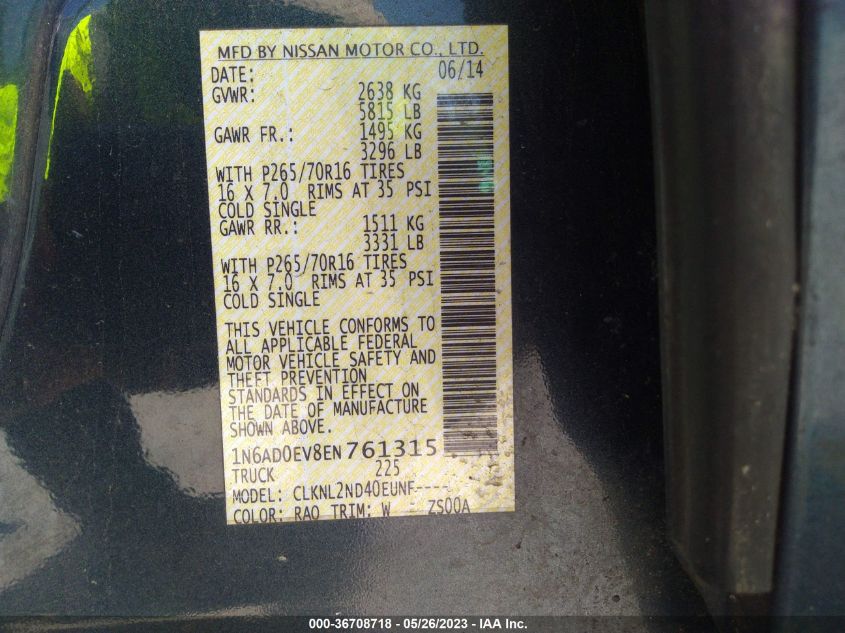 MFD BY NISSAN MOTOR CO., LTD.
DATE: 06/14
GVWR: 2638 KG
5815 LB
GAWR FR.: 1495 KG
3296 LB
WITH P265/70R16 TIRES
16 X 7.0 RIMS AT 35 PSI
COLD SINGLE
GAWR RR.: 1511 KG
3331 LB
WITH P265/70R16 TIRES
16 X 7.0 RIMS AT 35 PSI
COLD SINGLE
THIS VEHICLE CONFORMS TO
ALL APPLICABLE FEDERAL
MOTOR VEHICLE SAFETY AND
THEFT PREVENTION
STANDARDS IN EFFECT ON
THE DATE OF MANUFACTURE
SHOWN ABOVE.
1N6AD0EV8EN761315
TRUCK 225
MODEL: CLKNL2ND40EUNF----
COLOR: RAO TRIM: W - ZS00A
000-36708718 - 05/26/2023 - IAA Inc.